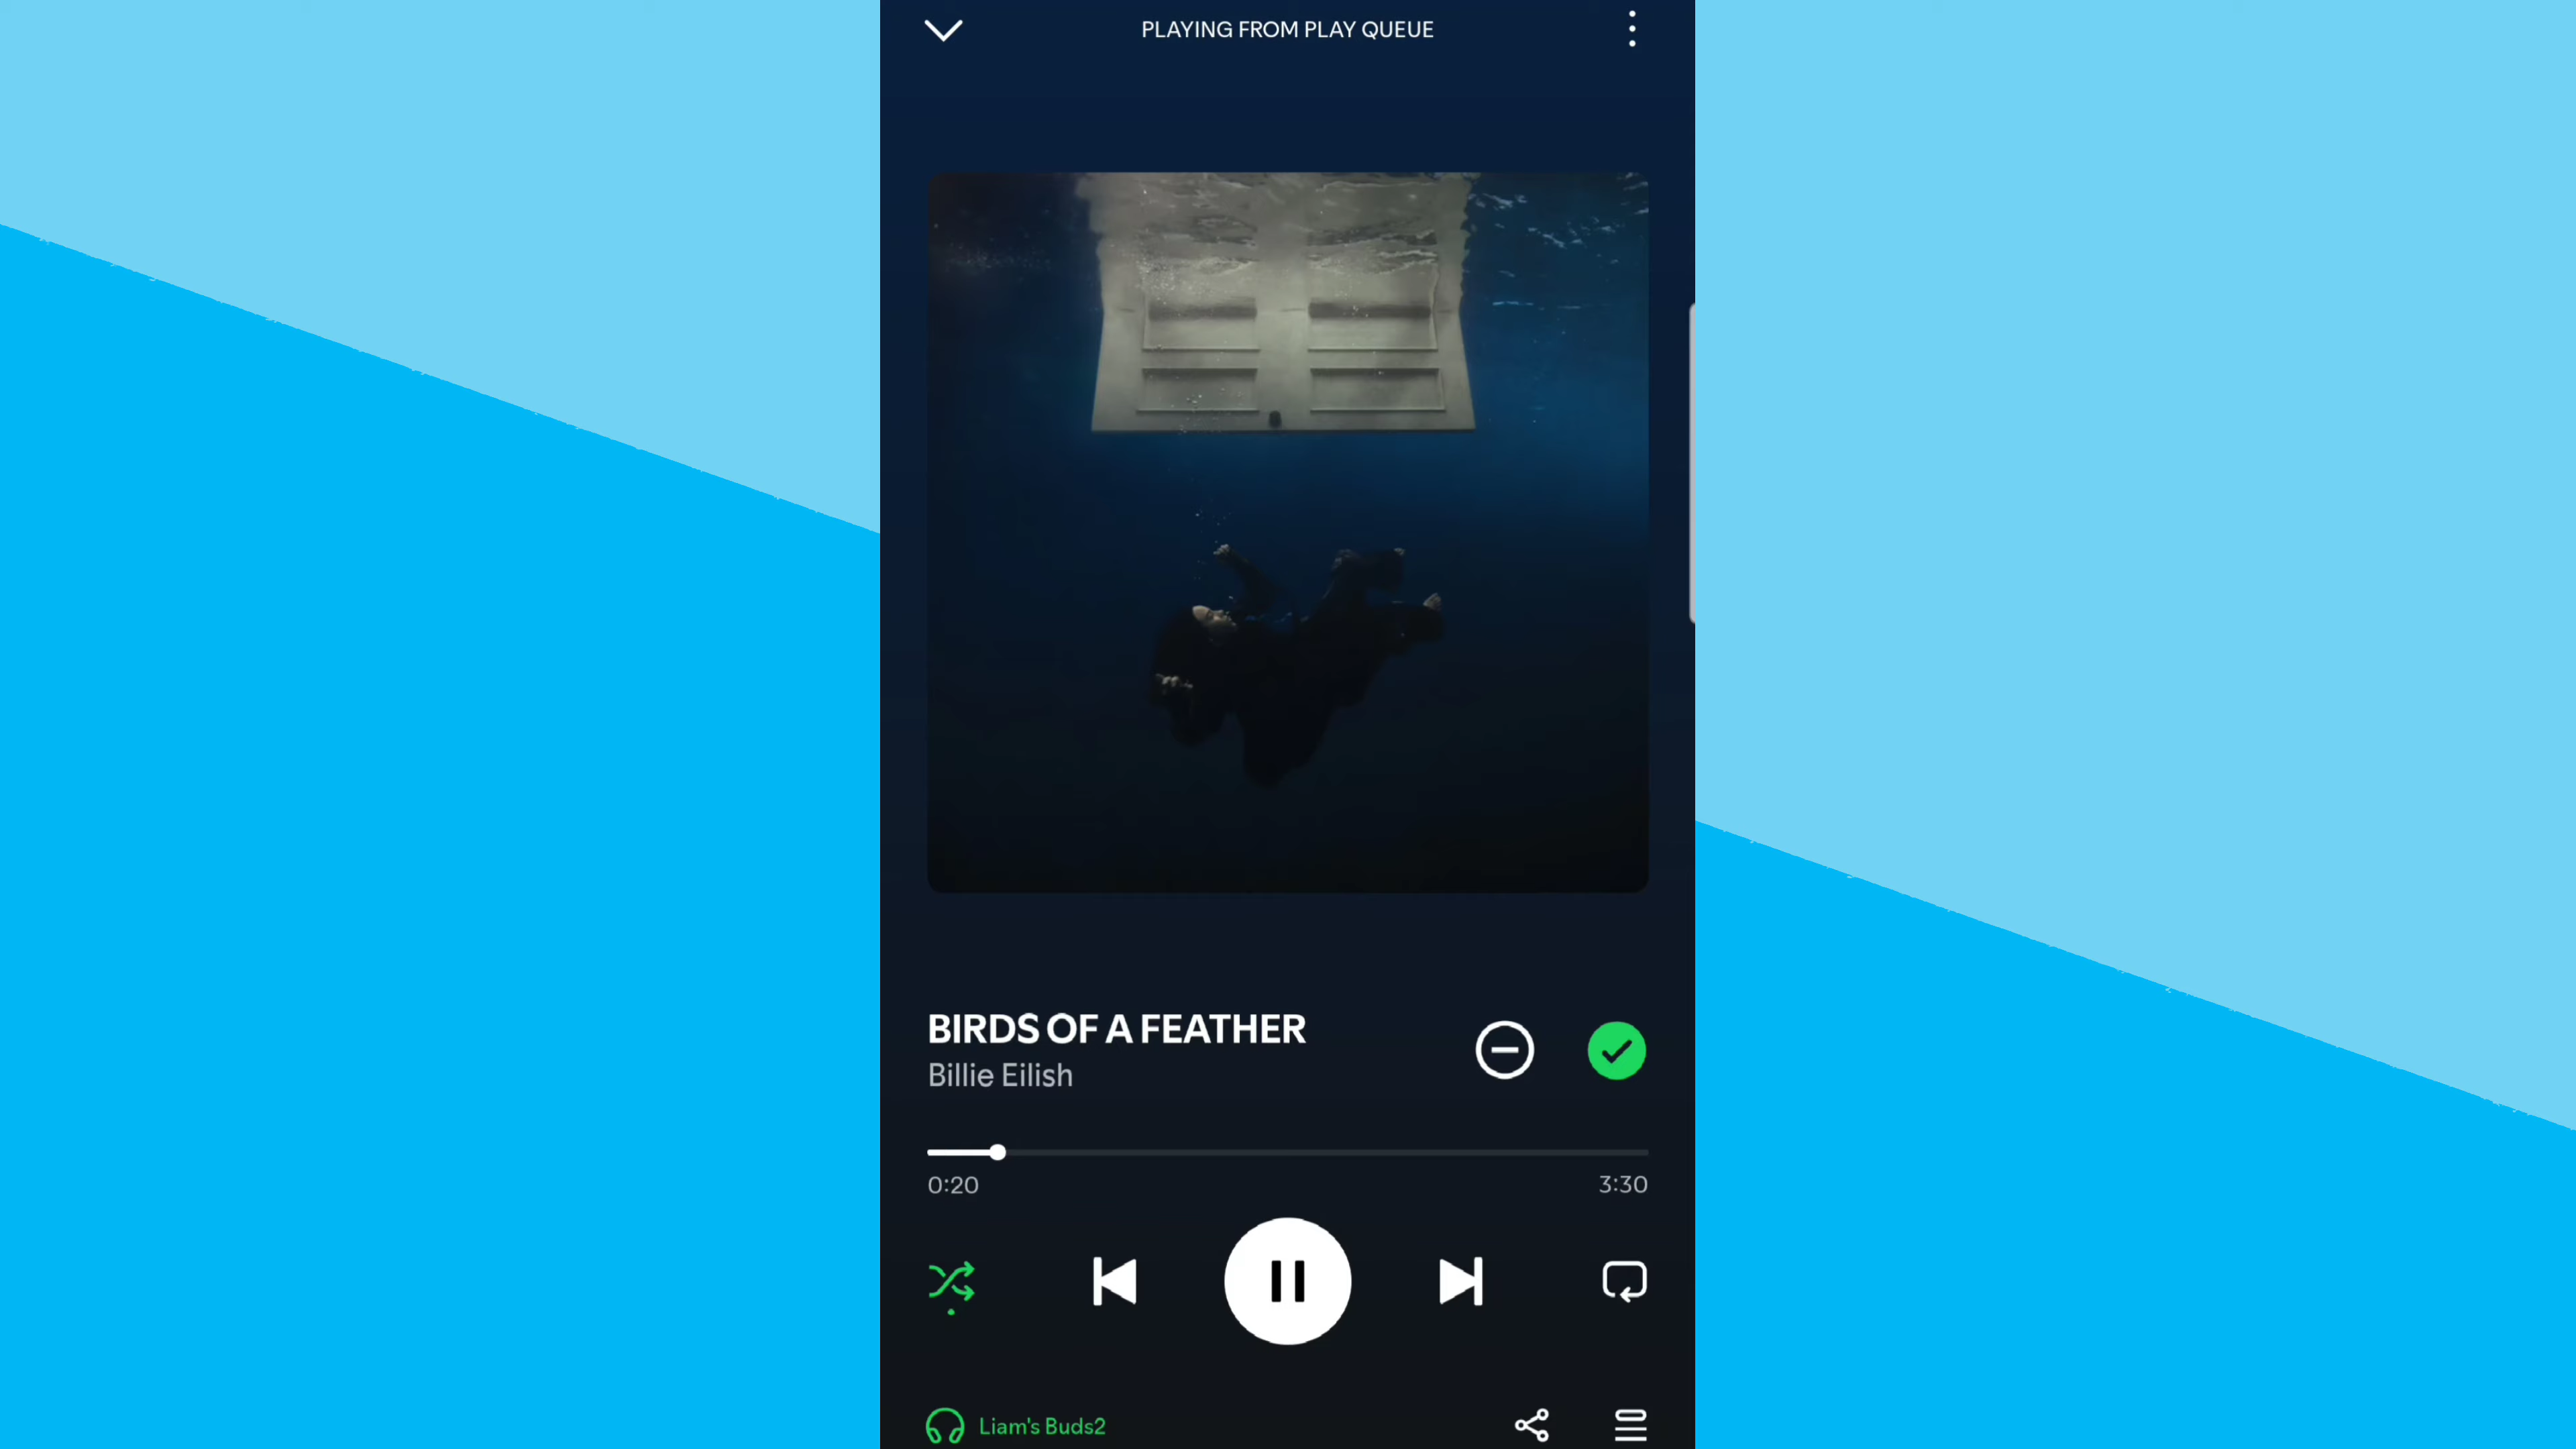 PLAYING FROM PLAY QUEUE
BIRDS OF A FEATHER
Billie Eilish
0:20
3:30
Liam's Buds2